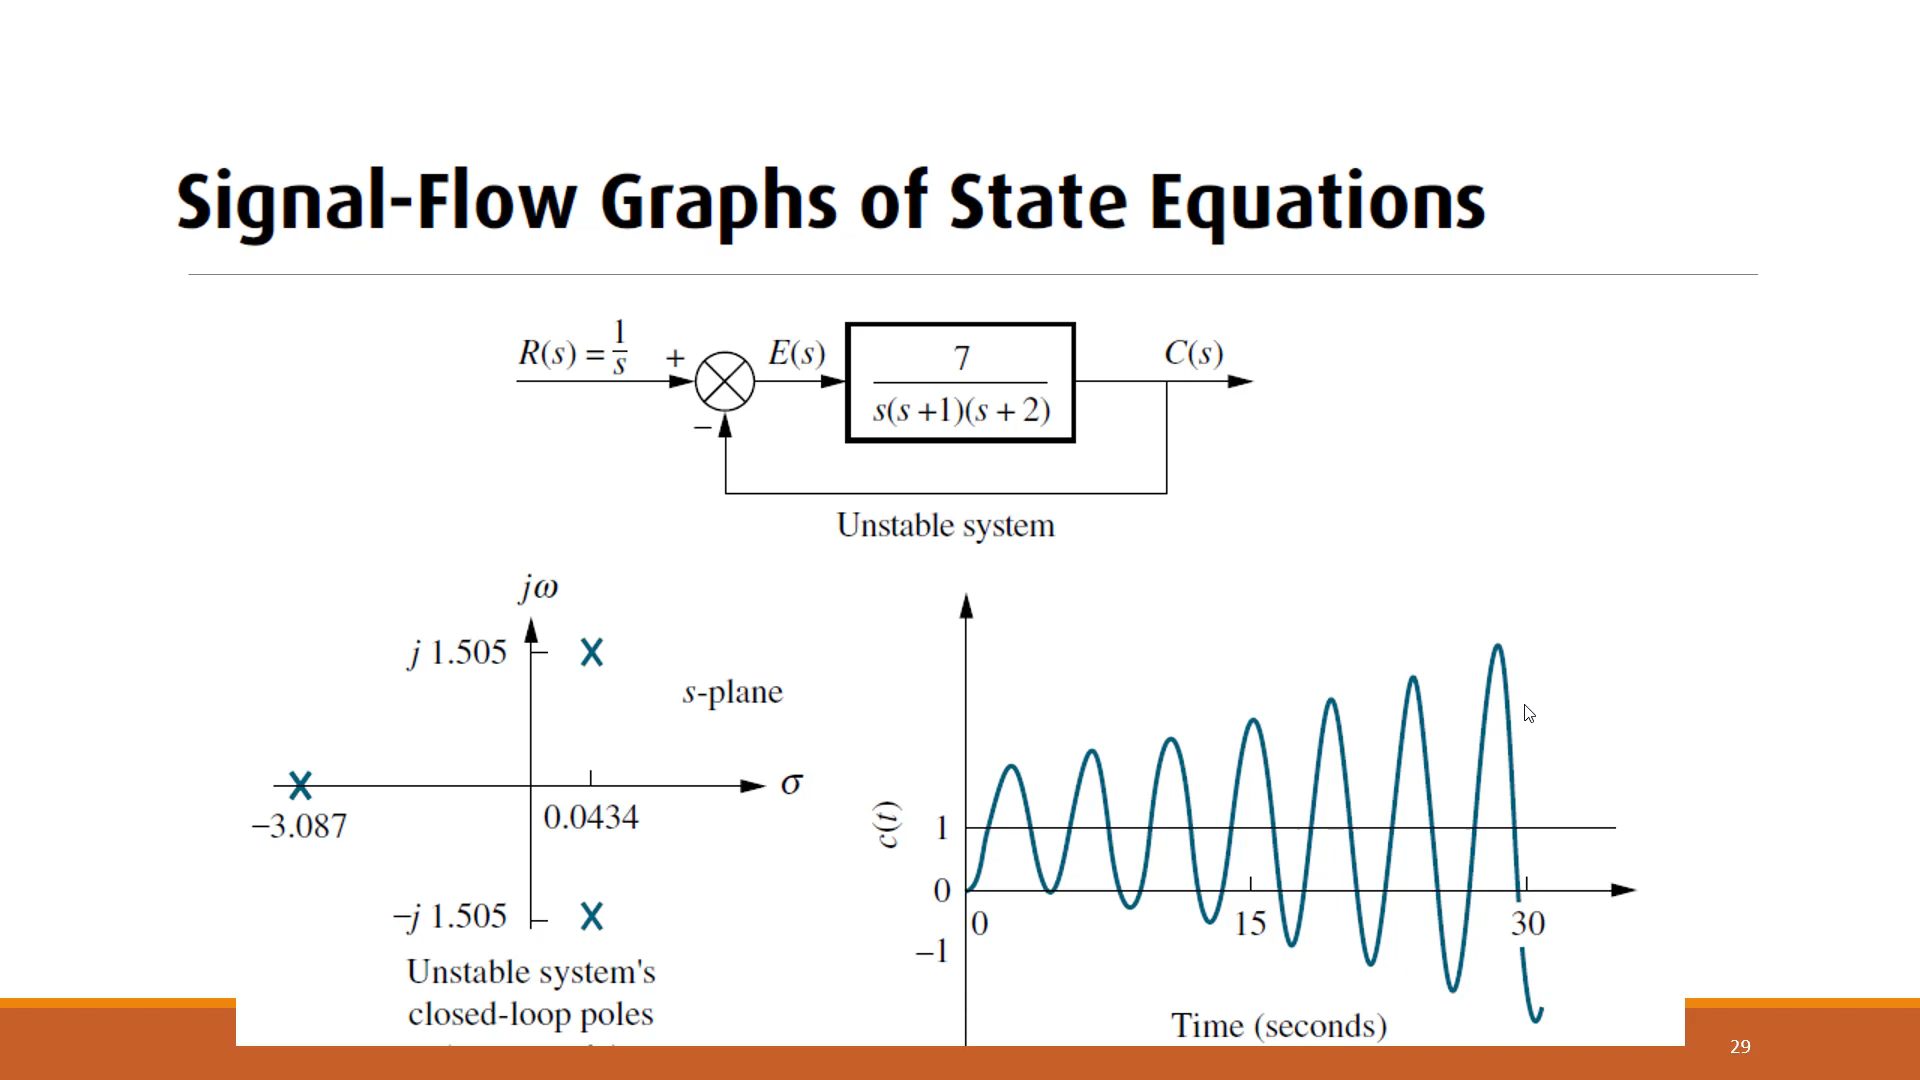 Signal-Flow Graphs of State Equations
R(s) = 1/s
+
E(s)
7
s(s +1)(s + 2)
C(s)
−
Unstable system
jω
j 1.505
s-plane
σ
−3.087
0.0434
−j 1.505
Unstable system's
closed-loop poles
c(t)
1
0
0
15
30
−1
Time (seconds)
29